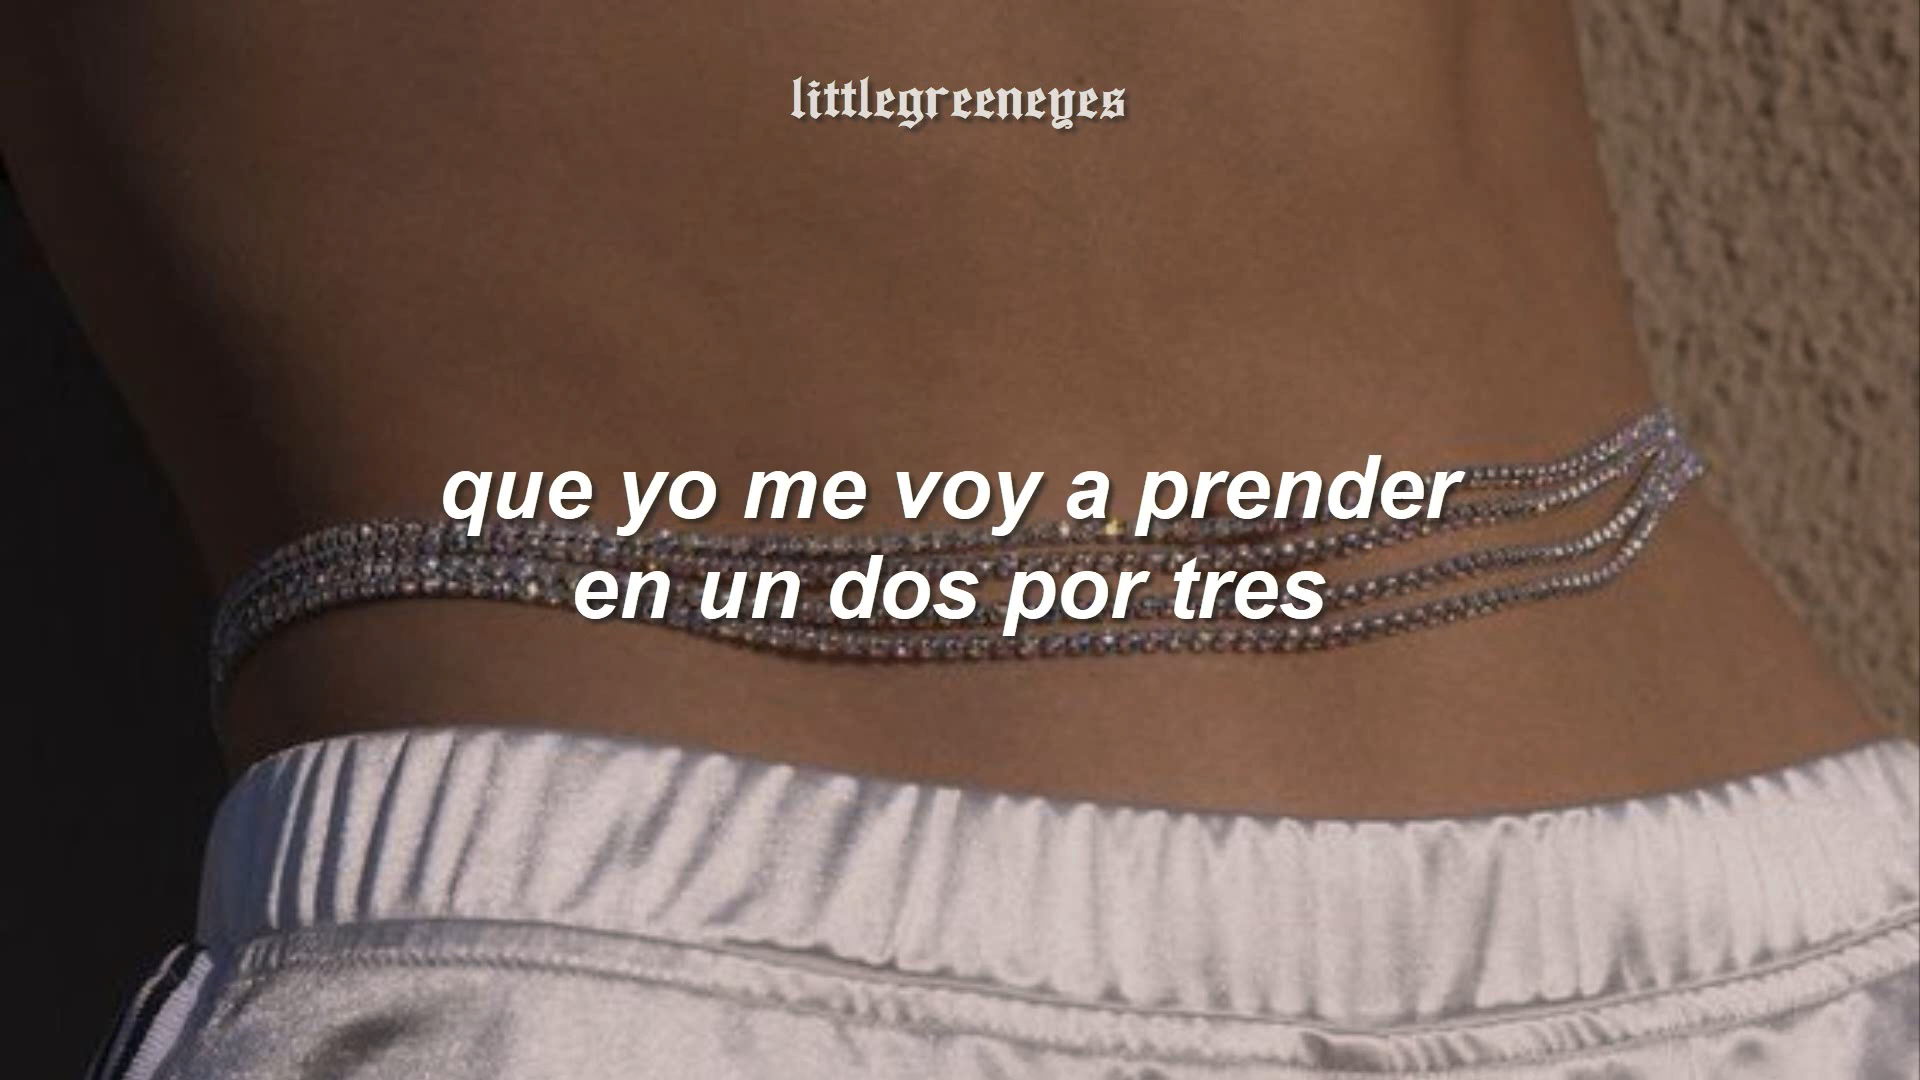 littlegreeneyes
que yo me voy a prender
en un dos por tres